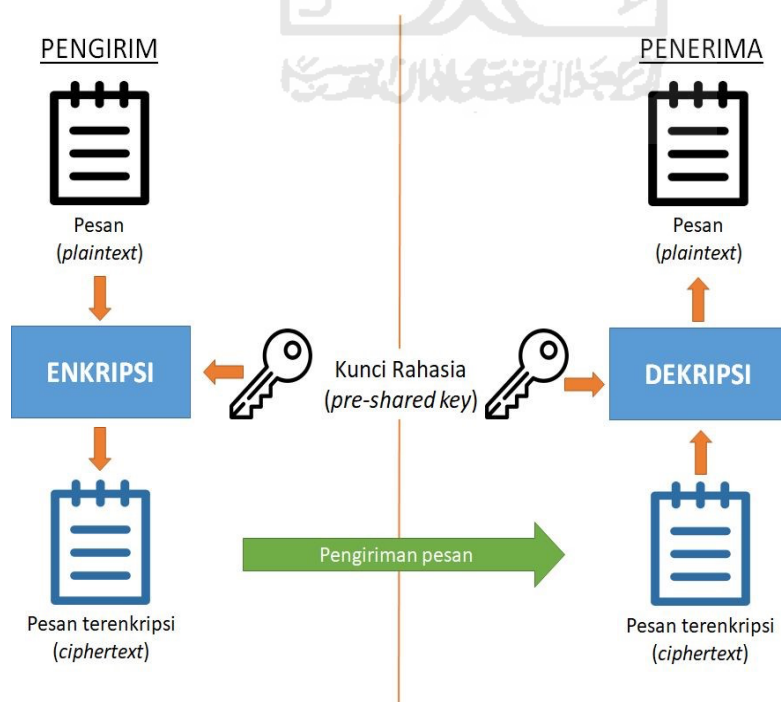 PENGIRIM
Pesan
(plaintext)
ENKRIPSI
Pesan terenkripsi
(ciphertext)
Kunci Rahasia
(pre-shared key)
Pengiriman pesan
PENERIMA
Pesan
(plaintext)
DEKRIPSI
Pesan terenkripsi
(ciphertext)